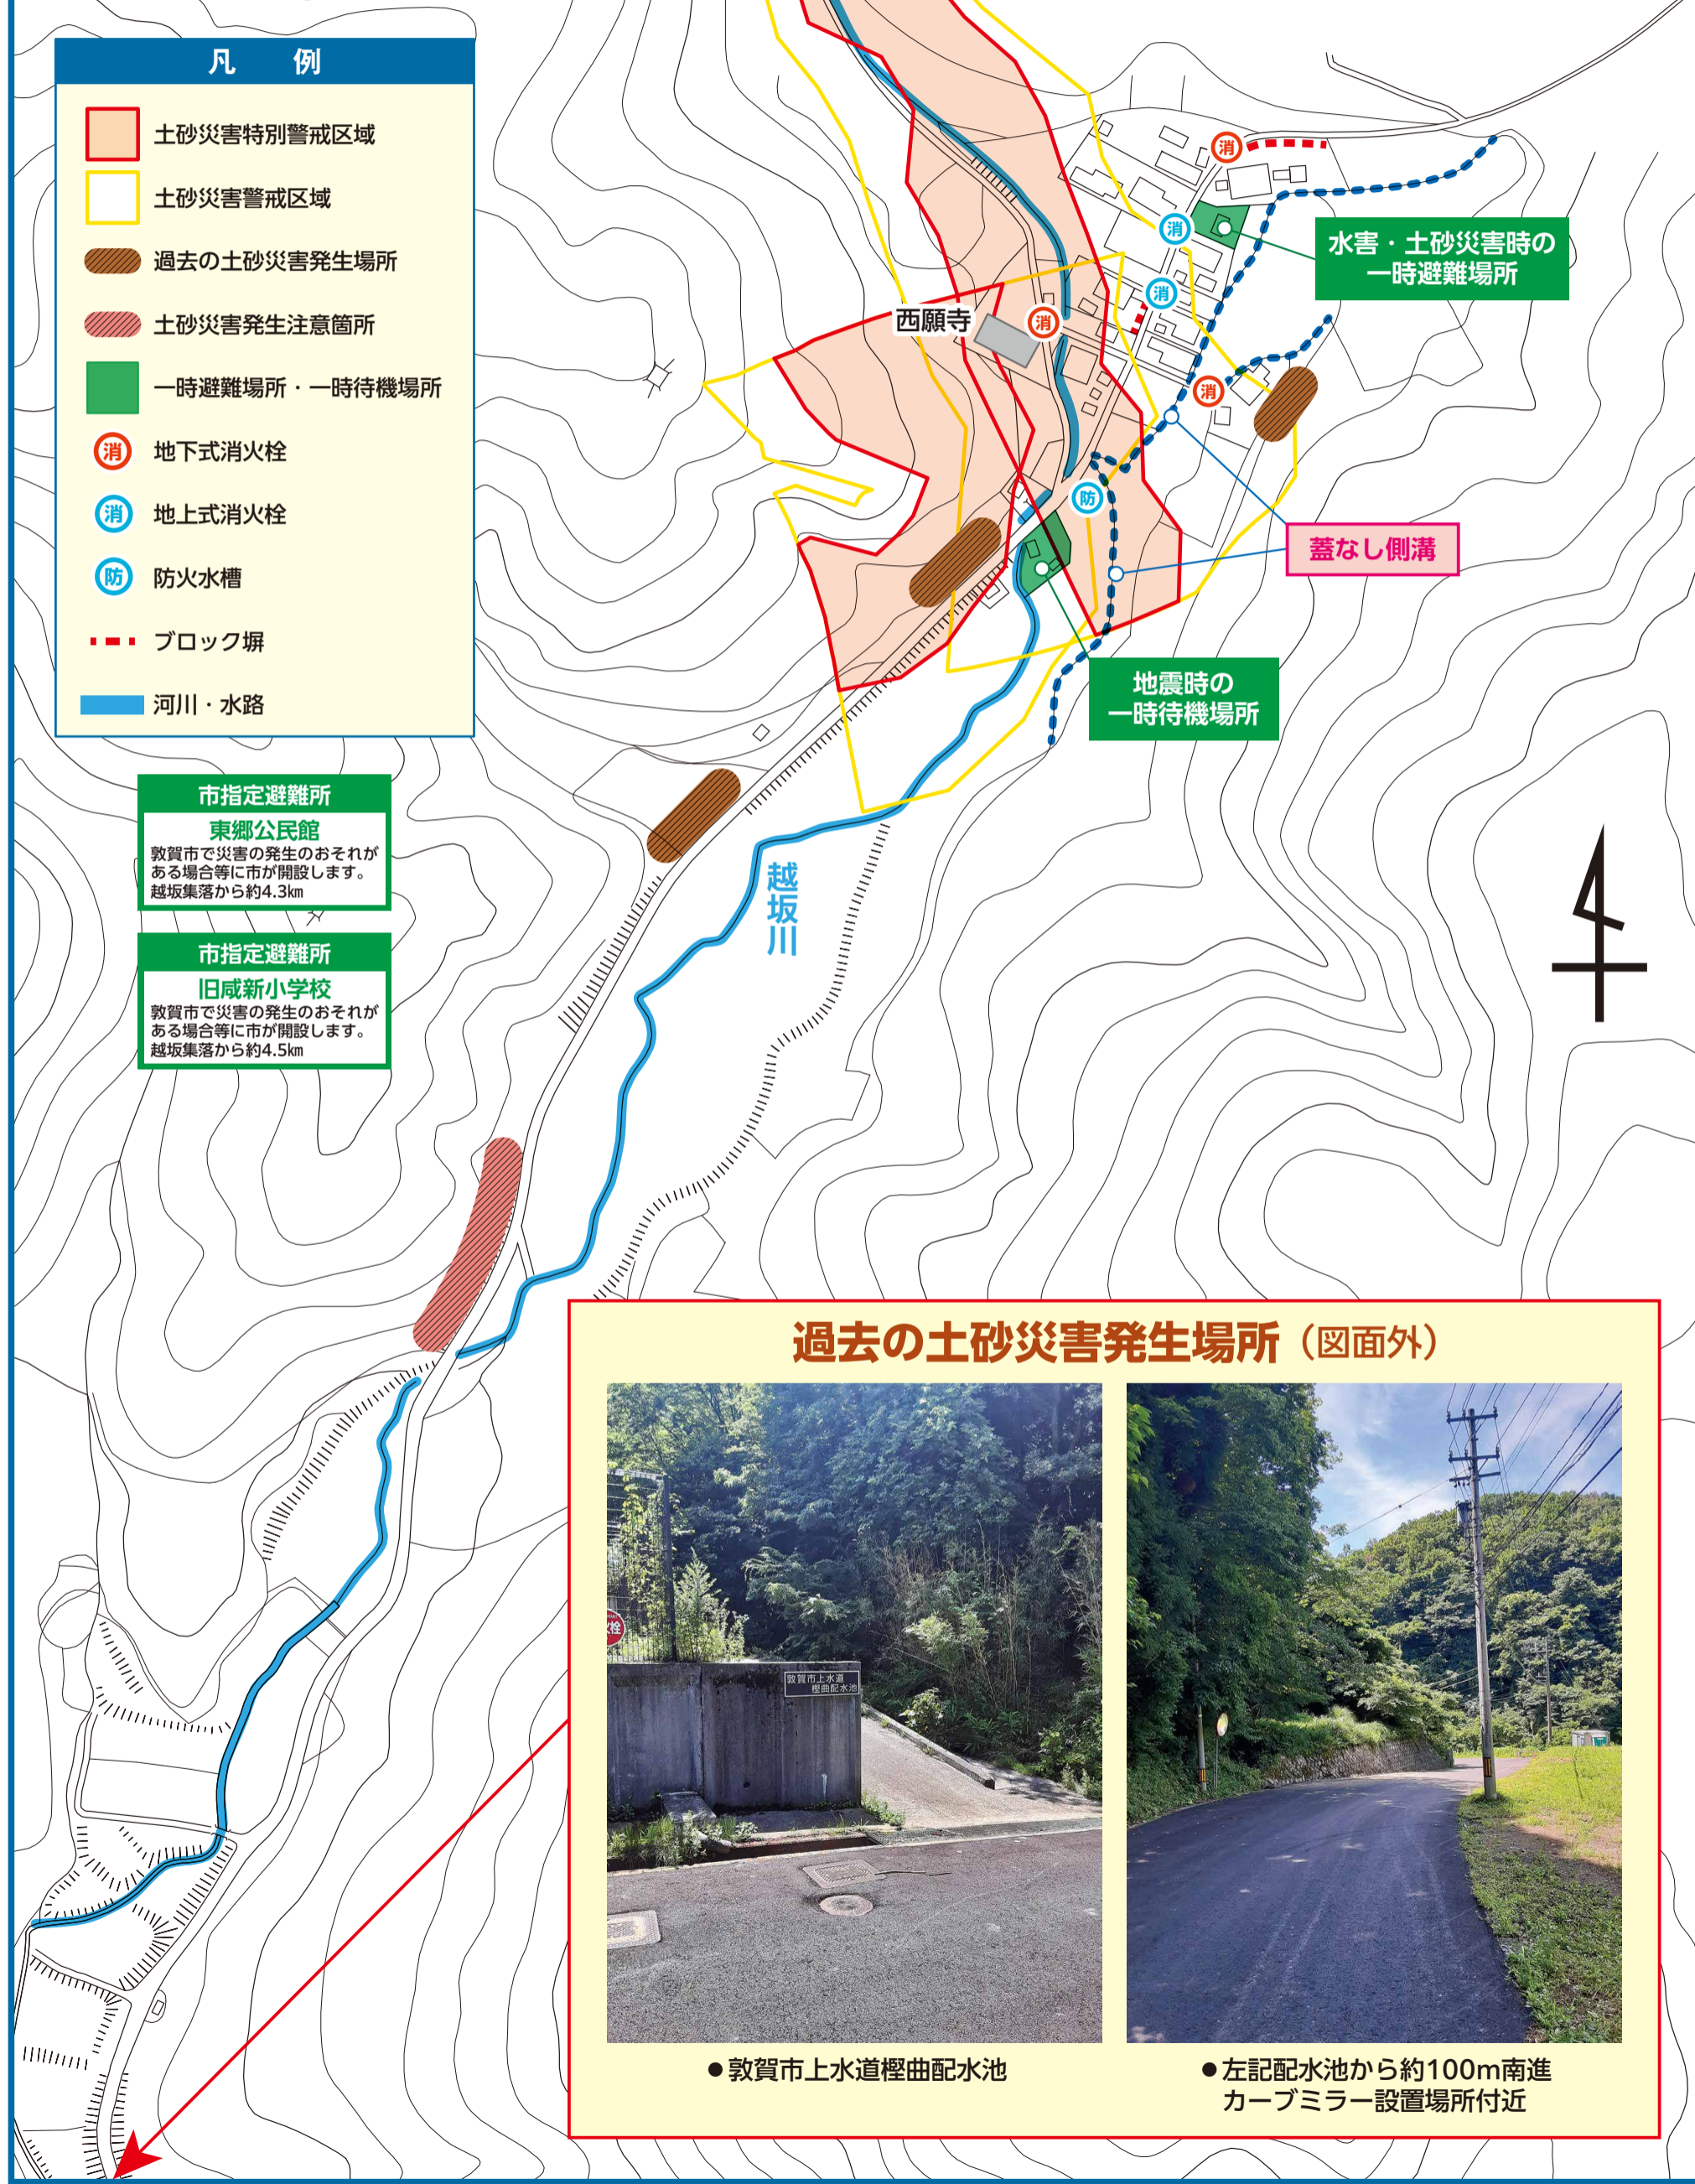 凡　例
土砂災害特別警戒区域
土砂災害警戒区域
過去の土砂災害発生場所
土砂災害発生注意箇所
一時避難場所・一時待機場所
消 地下式消火栓
消 地上式消火栓
防 防火水槽
ブロック塀
河川・水路
消
消
水害・土砂災害時の
一時避難場所
消
西願寺
消
消
防
蓋なし側溝
地震時の
一時待機場所
市指定避難所
東郷公民館
敦賀市で災害の発生のおそれが
ある場合等に市が開設します。
越坂集落から約4.3㎞
越坂川
市指定避難所
旧咸新小学校
敦賀市で災害の発生のおそれが
ある場合等に市が開設します。
越坂集落から約4.5㎞
過去の土砂災害発生場所（図面外）
栓
敦賀市上水道
樫曲配水池
●敦賀市上水道樫曲配水池
●左記配水池から約100m南進
カーブミラー設置場所付近